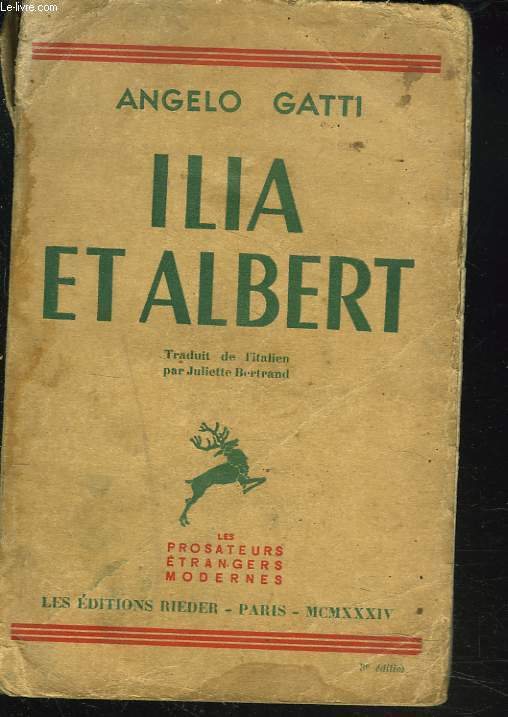 Le-livre.com
ANGELO GATTI
ILIA
ET ALBERT
Traduit de l'italien
par Juliette Bertrand
LES
PROSATEURS
ÉTRANGERS
MODERNES
LES ÉDITIONS RIEDER - PARIS - MCMXXXIV
édition